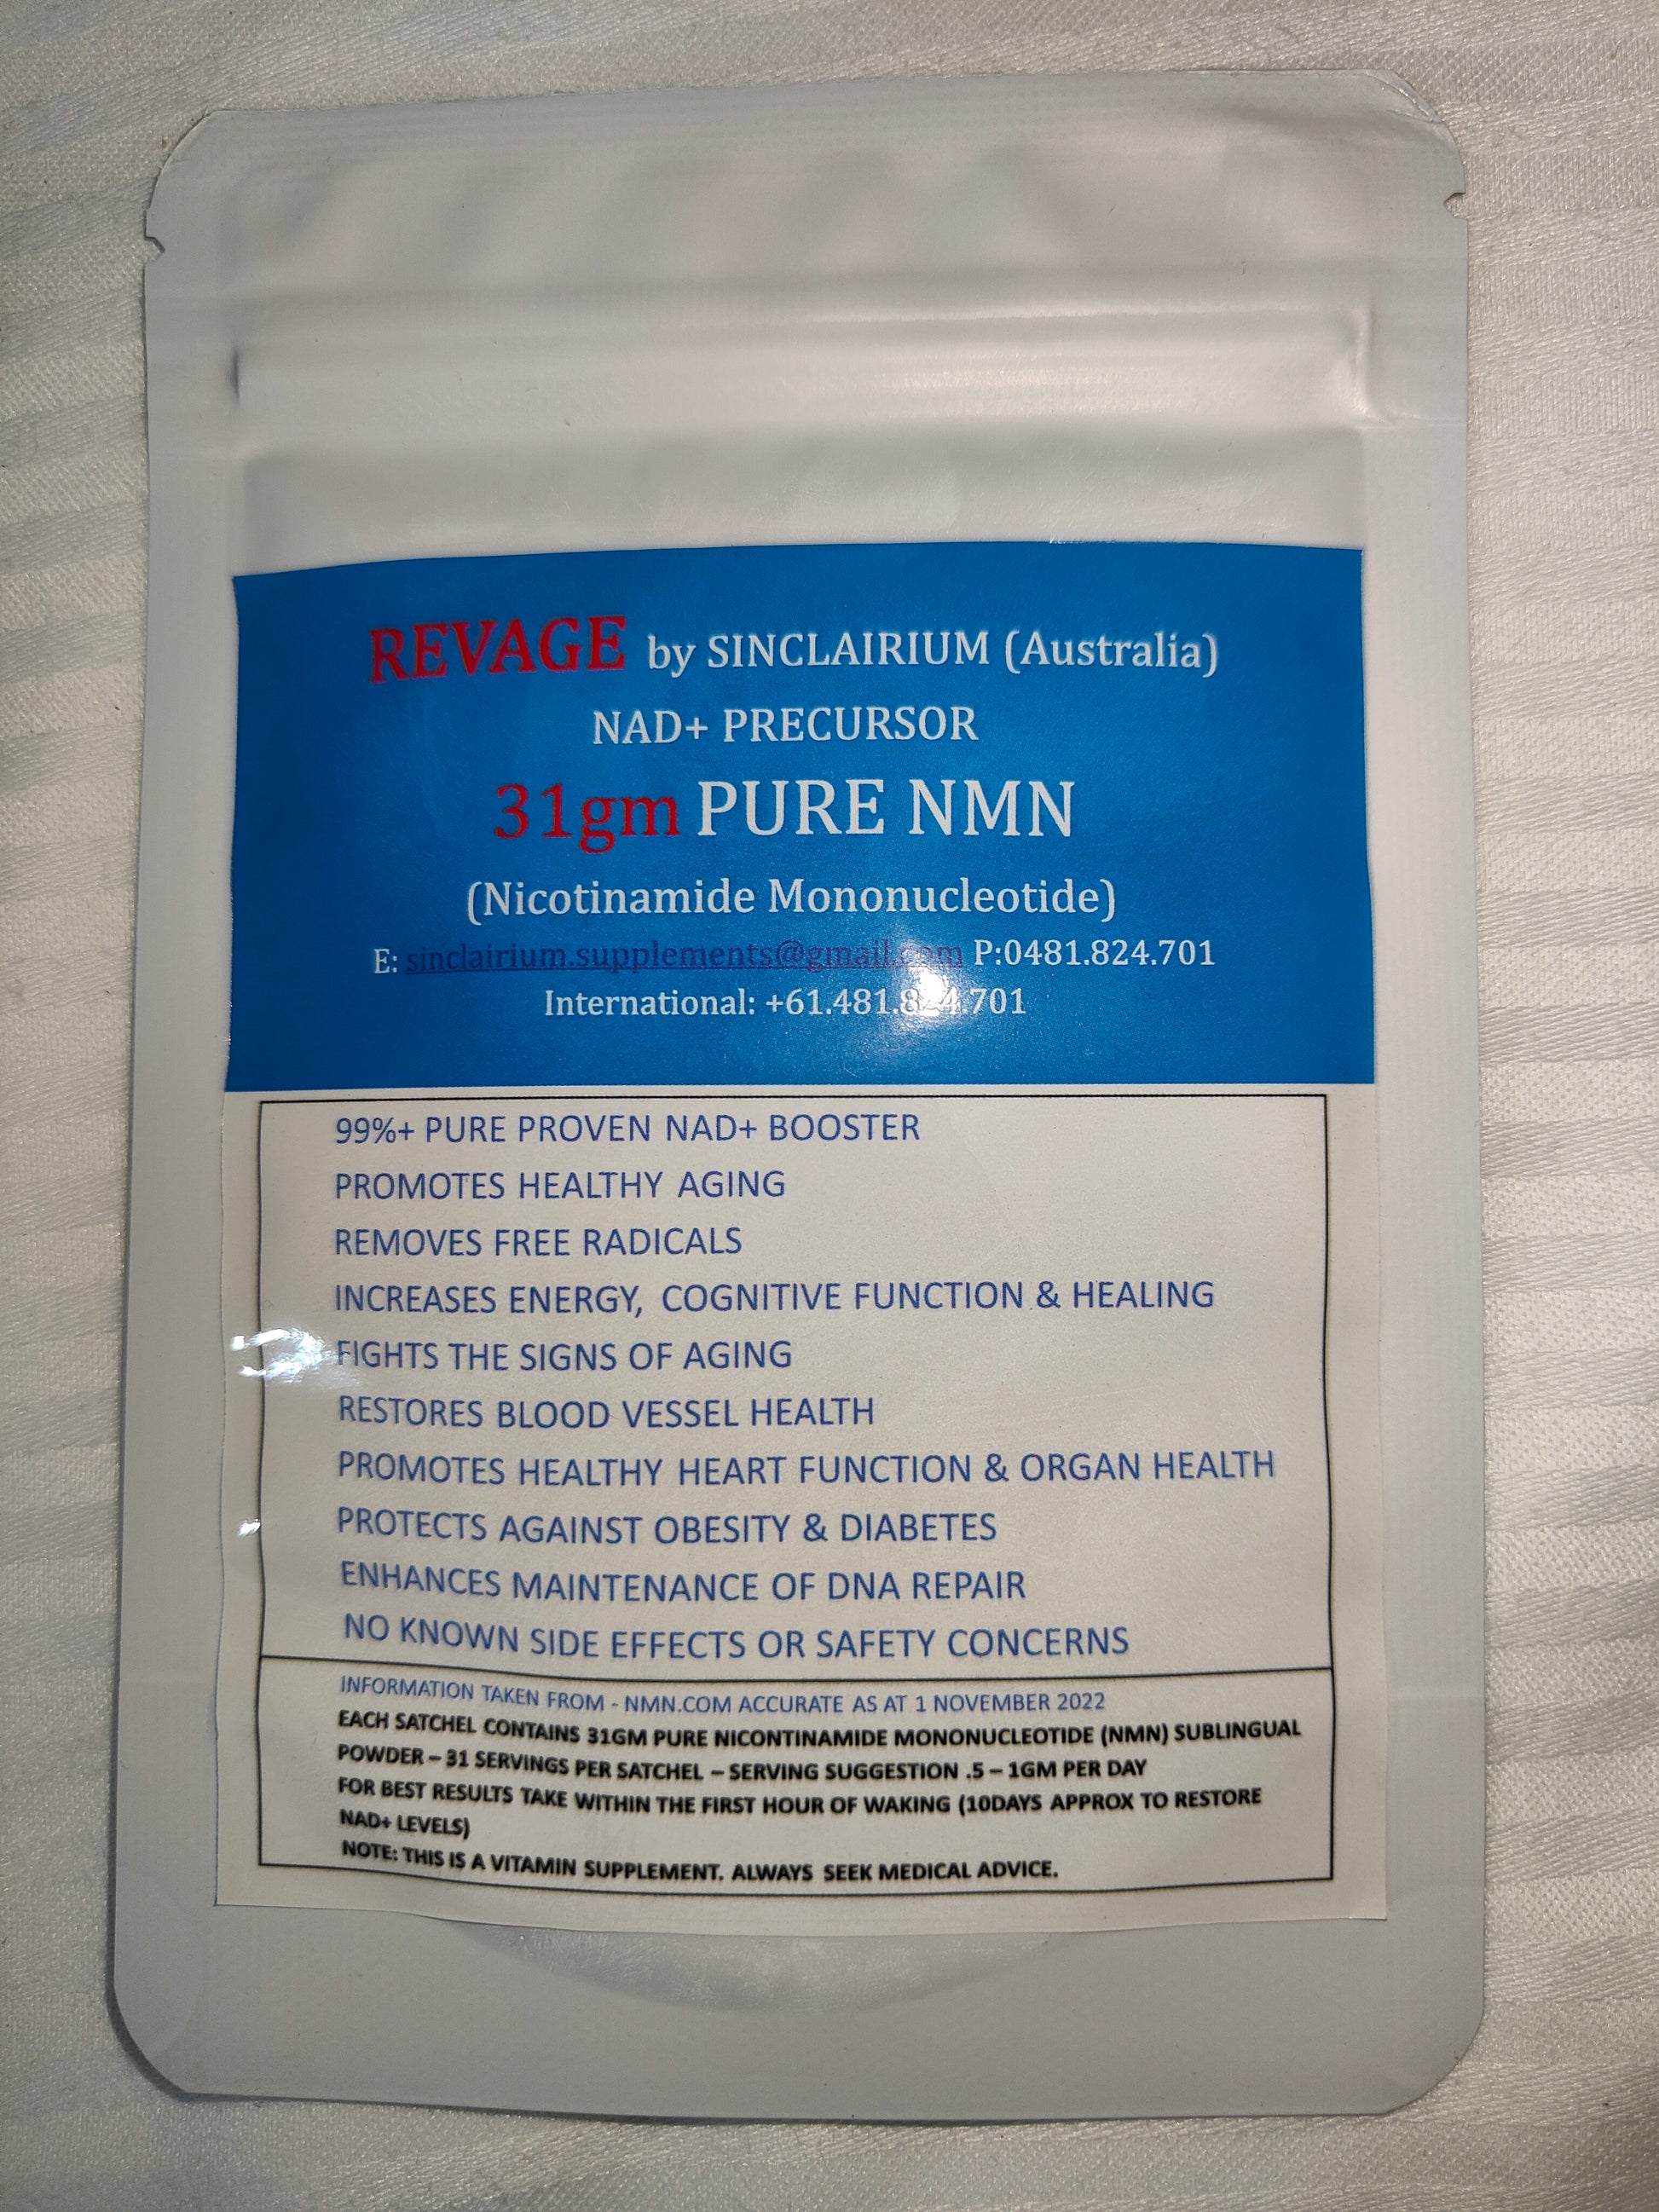 REVAGE by SINCLAIRIUM (Australia)
NAD+ PRECURSOR
31gm PURE NMN
(Nicotinamide Mononucleotide)
E: sinclairium.supplements@gmail.com P:0481.824.701
International: +61.481.824.701
99%+ PURE PROVEN NAD+ BOOSTER
PROMOTES HEALTHY AGING
REMOVES FREE RADICALS
INCREASES ENERGY, COGNITIVE FUNCTION & HEALING
FIGHTS THE SIGNS OF AGING
RESTORES BLOOD VESSEL HEALTH
PROMOTES HEALTHY HEART FUNCTION & ORGAN HEALTH
PROTECTS AGAINST OBESITY & DIABETES
ENHANCES MAINTENANCE OF DNA REPAIR
NO KNOWN SIDE EFFECTS OR SAFETY CONCERNS
INFORMATION TAKEN FROM - NMN.COM ACCURATE AS AT 1 NOVEMBER 2022
EACH SATCHEL CONTAINS 31GM PURE NICONTINAMIDE MONONUCLEOTIDE (NMN) SUBLINGUAL
POWDER – 31 SERVINGS PER SATCHEL – SERVING SUGGESTION .5 – 1GM PER DAY
FOR BEST RESULTS TAKE WITHIN THE FIRST HOUR OF WAKING (10DAYS APPROX TO RESTORE
NAD+ LEVELS)
NOTE: THIS IS A VITAMIN SUPPLEMENT. ALWAYS SEEK MEDICAL ADVICE.